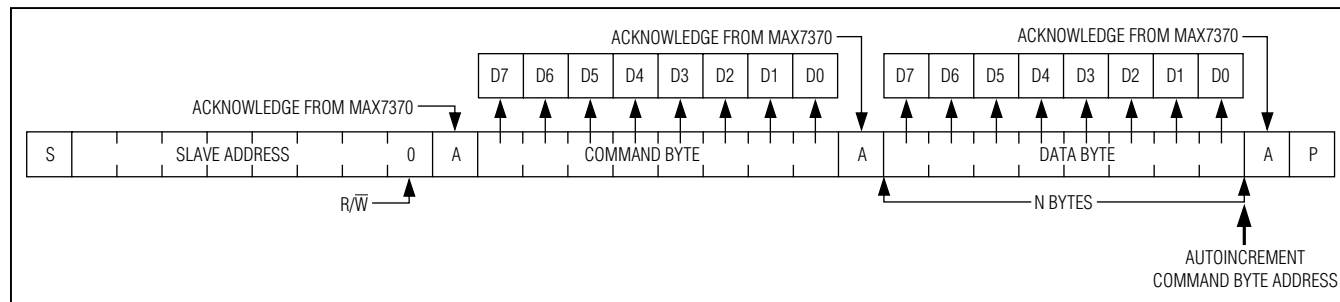 ACKNOWLEDGE FROM MAX7370
ACKNOWLEDGE FROM MAX7370
D7 D6 D5 D4 D3 D2 D1 D0
D7 D6 D5 D4 D3 D2 D1 D0
ACKNOWLEDGE FROM MAX7370
S SLAVE ADDRESS 0 A COMMAND BYTE A DATA BYTE A P
R/W̅
N BYTES
AUTOINCREMENT
COMMAND BYTE ADDRESS